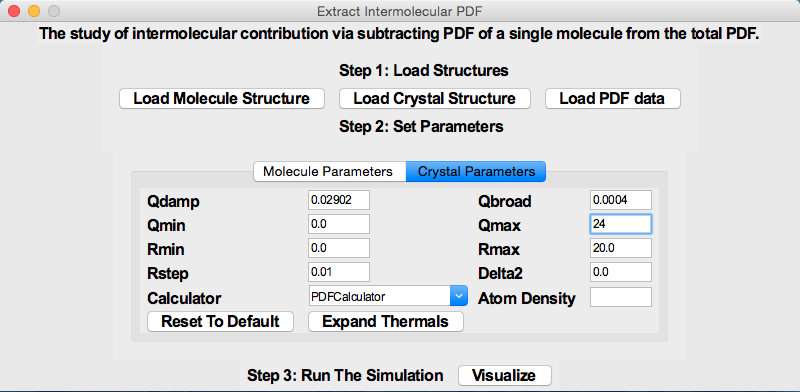 Extract Intermolecular PDF
The study of intermolecular contribution via subtracting PDF of a single molecule from the total PDF.
Step 1: Load Structures
Load Molecule Structure Load Crystal Structure Load PDF data
Step 2: Set Parameters
Molecule Parameters Crystal Parameters
Qdamp 0.02902 Qbroad 0.0004
Qmin 0.0 Qmax 24
Rmin 0.0 Rmax 20.0
Rstep 0.01 Delta2 0.0
Calculator PDFCalculator Atom Density
Reset To Default Expand Thermals
Step 3: Run The Simulation Visualize